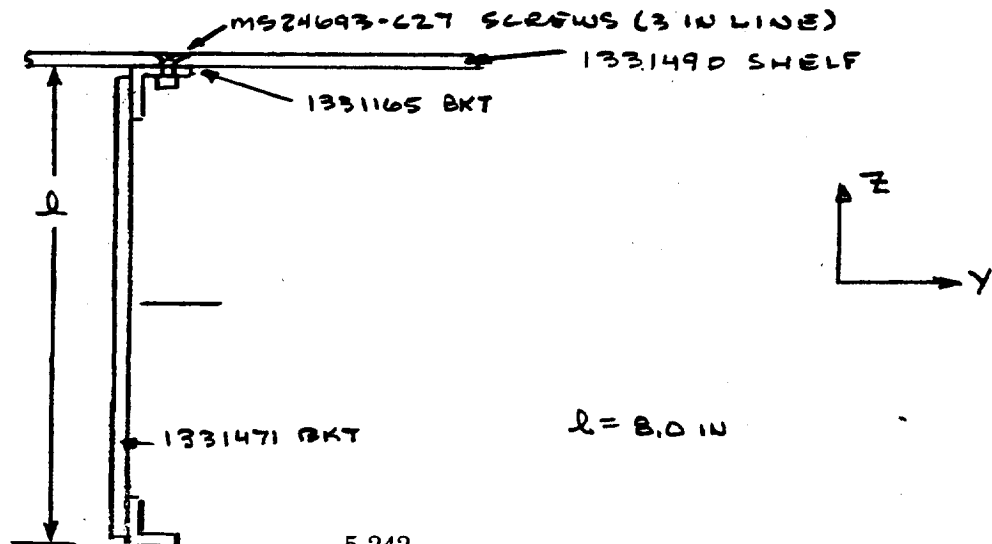 MS24693-C27 SCREWS (3 IN LINE)
1331490 SHELF
1331165 BKT
l
Z
Y
1331471 BKT
l = 8.0 IN
5-242